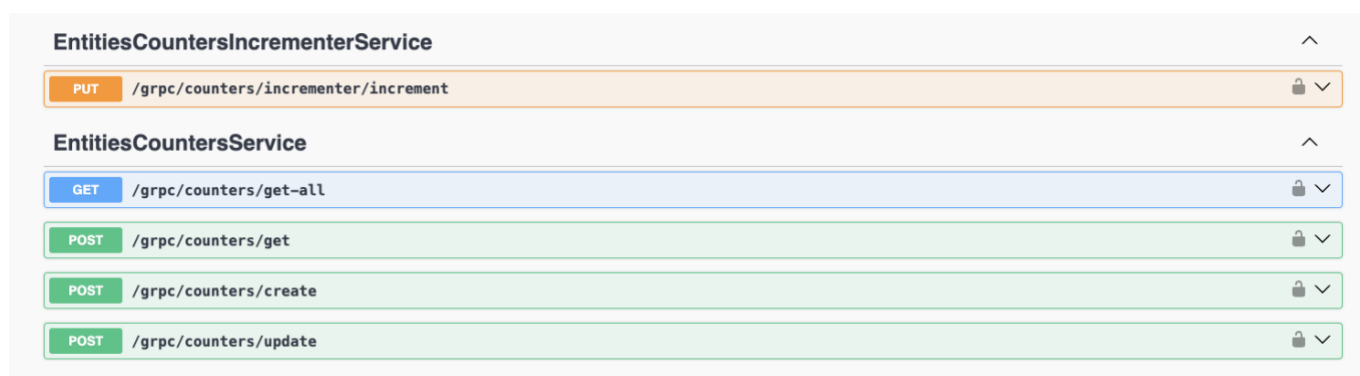 EntitiesCountersIncrementerService
PUT /grpc/counters/incrementer/increment
EntitiesCountersService
GET /grpc/counters/get-all
POST /grpc/counters/get
POST /grpc/counters/create
POST /grpc/counters/update